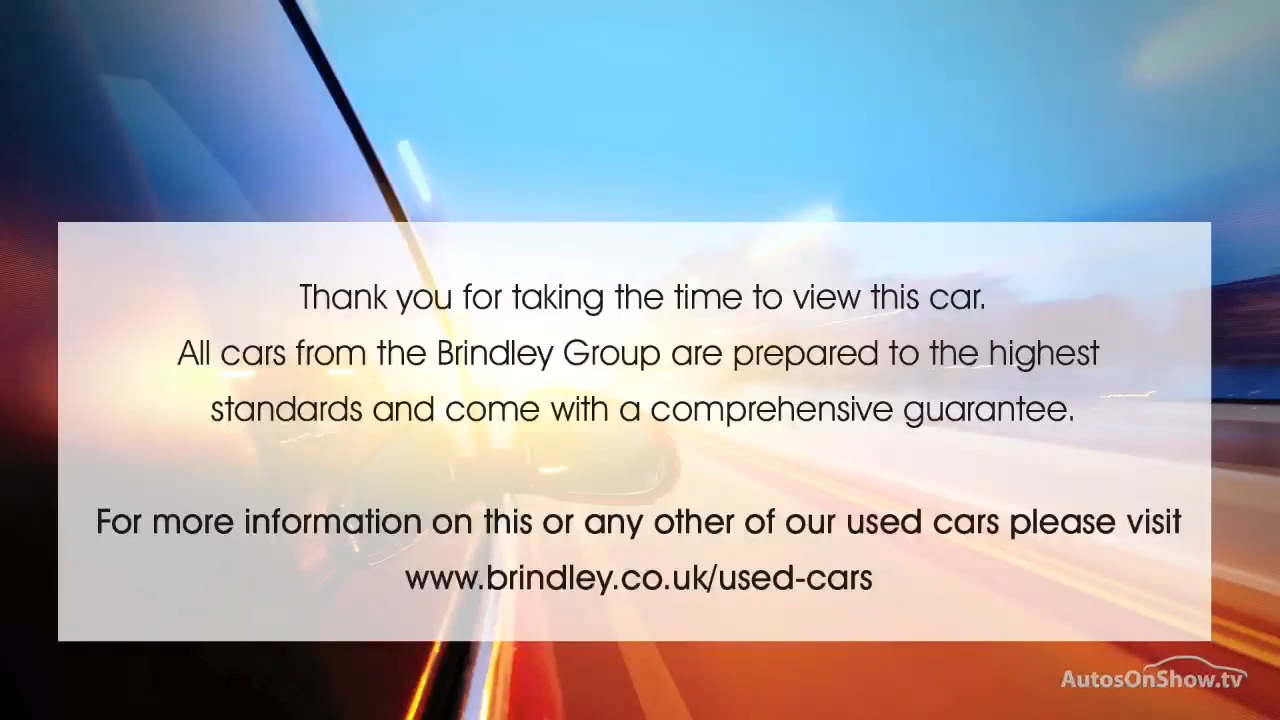 Thank you for taking the time to view this car.
All cars from the Brindley Group are prepared to the highest
standards and come with a comprehensive guarantee.
For more information on this or any other of our used cars please visit
www.brindley.co.uk/used-cars
AutosOnShow.tv